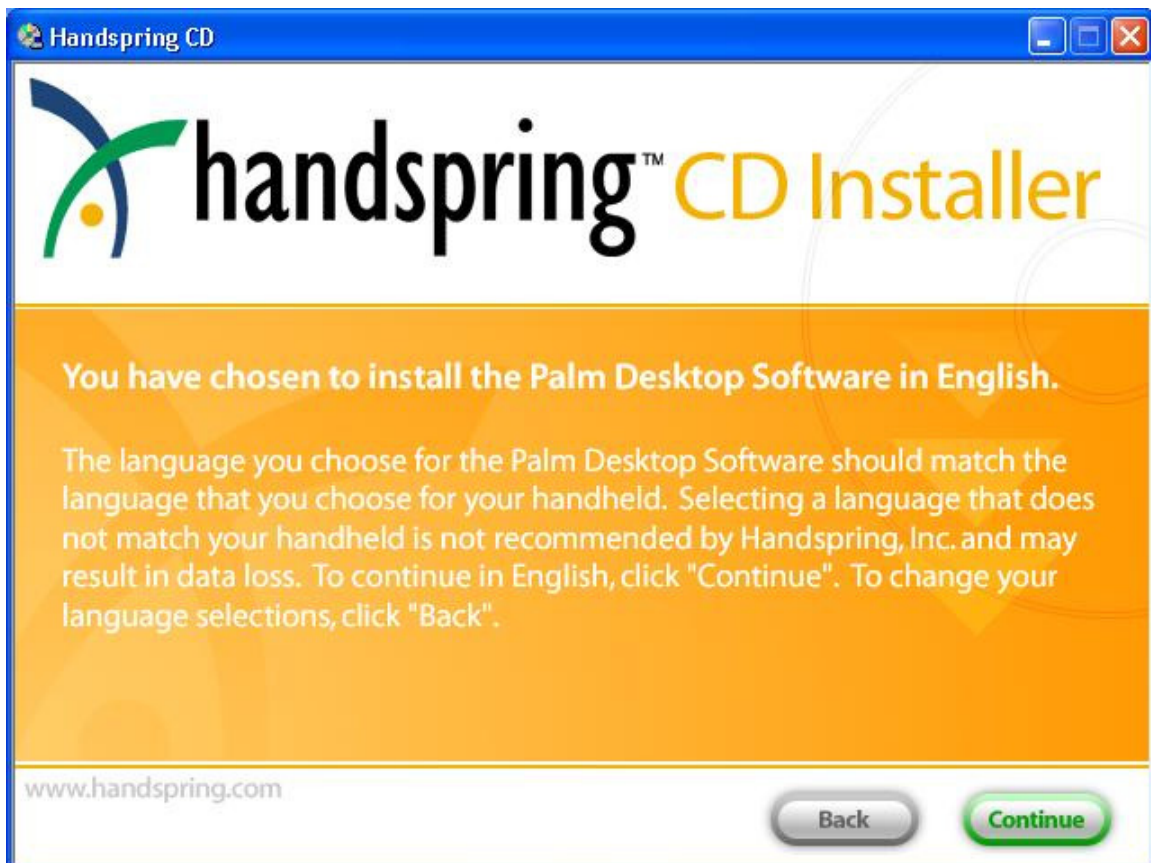 Handspring CD
handspring™ CD Installer
You have chosen to install the Palm Desktop Software in English.
The language you choose for the Palm Desktop Software should match the
language that you choose for your handheld. Selecting a language that does
not match your handheld is not recommended by Handspring, Inc. and may
result in data loss. To continue in English, click "Continue". To change your
language selections, click "Back".
www.handspring.com
Back
Continue